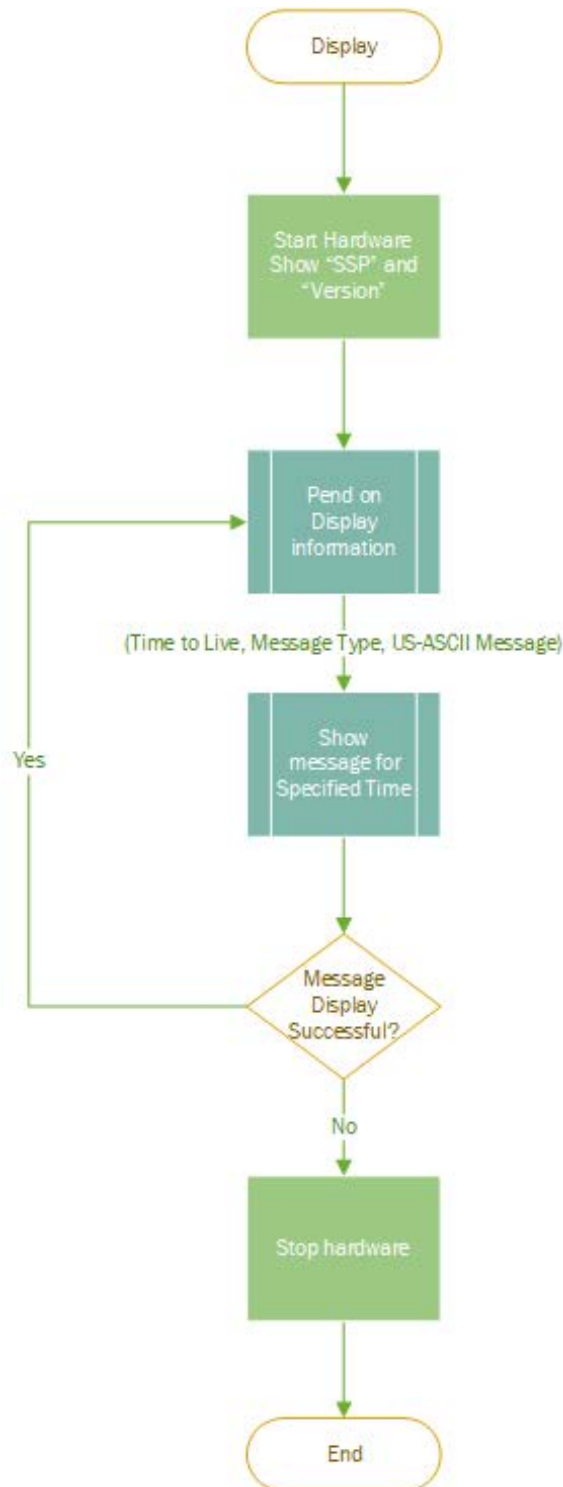 Display
Start Hardware
Show “SSP” and
“Version”
Pend on
Display
information
(Time to Live, Message Type, US-ASCII Message)
Show
message for
Specified Time
Yes
Message
Display
Successful?
No
Stop hardware
End